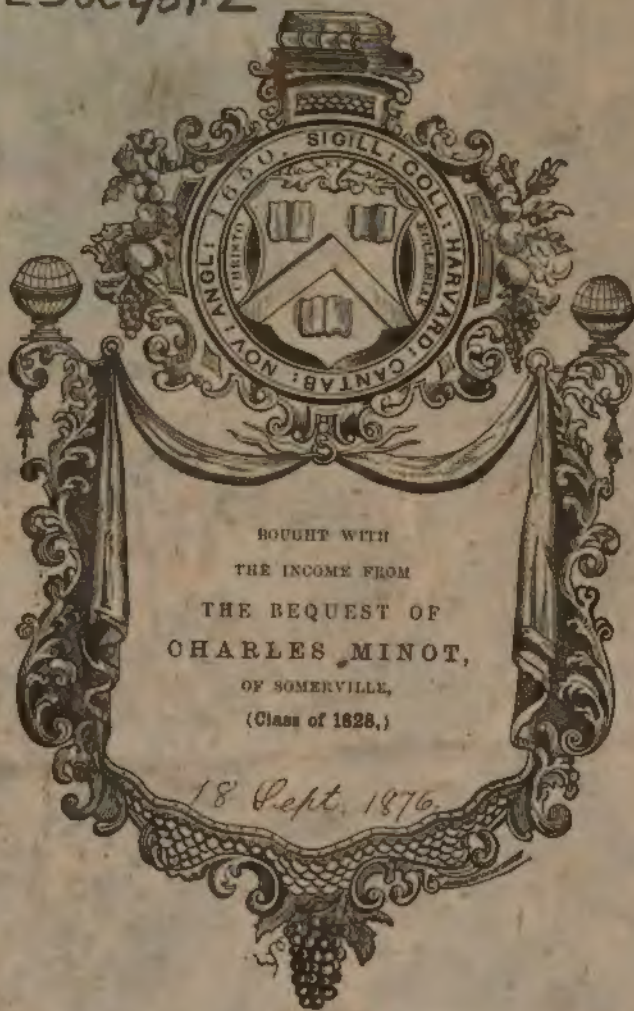 SIGILL: COLL: HARVARD: CANTAB: NOV: ANGL: 1650.
CHRISTO
ECCLESIAE
BOUGHT WITH
THE INCOME FROM
THE BEQUEST OF
CHARLES MINOT,
OF SOMERVILLE,
(Class of 1828,)
18 Sept. 1876.